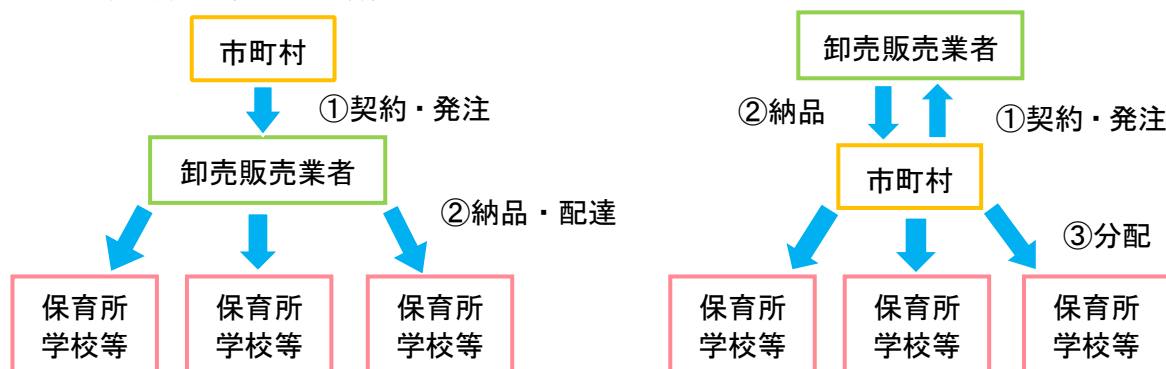 市町村
①契約・発注
卸売販売業者
②納品・配達
保育所
学校等
保育所
学校等
保育所
学校等
卸売販売業者
②納品
①契約・発注
市町村
③分配
保育所
学校等
保育所
学校等
保育所
学校等